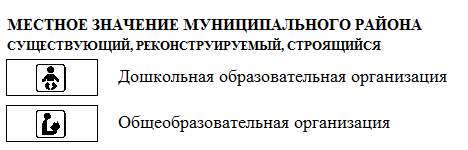 МЕСТНОЕ ЗНАЧЕНИЕ МУНИЦИПАЛЬНОГО РАЙОНА
СУЩЕСТВУЮЩИЙ, РЕКОНСТРУИРУЕМЫЙ, СТРОЯЩИЙСЯ
Дошкольная образовательная организация
Общеобразовательная организация